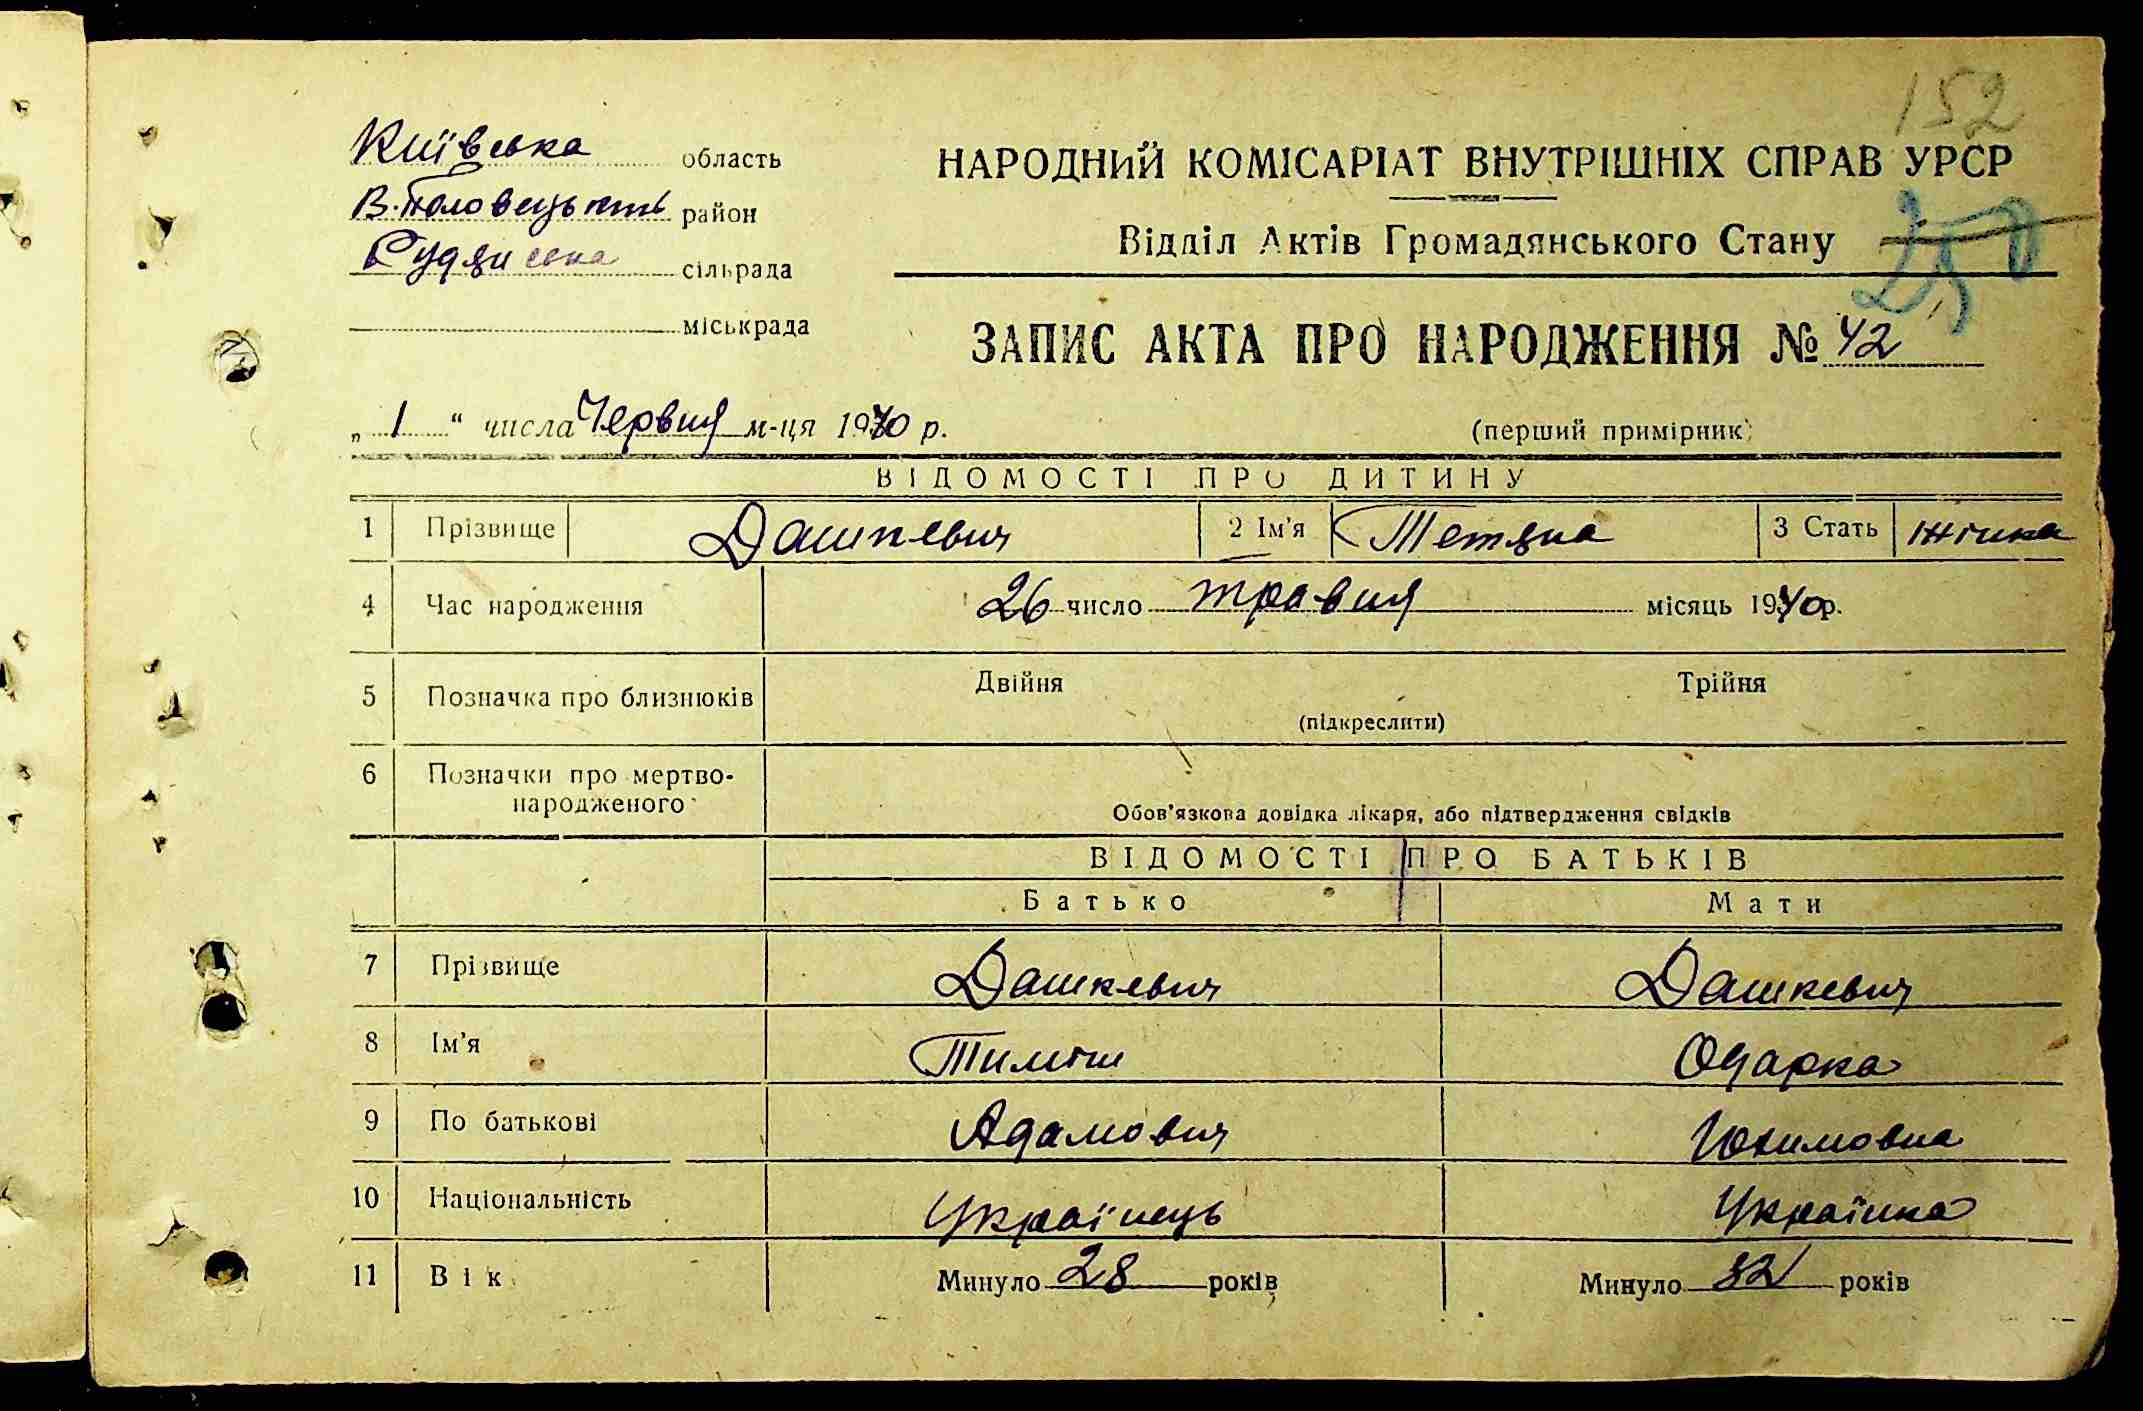 152
Київська область
НАРОДНИЙ КОМІСАРІАТ ВНУТРІШНІХ СПРАВ УРСР
В. Половецький район
250
Відділ Актів Громадянського Стану
сільрада
міськрада
ЗАПИС АКТА ПРО НАРОДЖЕННЯ № 42
„ 1 “ числа Червня м-ця 1940 р.
(перший примірник)
ВІДОМОСТІ ПРО ДИТИНУ
1 Прізвище Дашкевич 2 Ім'я Тетяна 3 Стать жінка
4 Час народження 26 число травня місяць 1940 р.
5 Позначка про близнюків Двійня Трійня
(підкреслити)
6 Позначки про мертво-
народженого
Обов'язкова довідка лікаря, або підтвердження свідків
ВІДОМОСТІ ПРО БАТЬКІВ
Батько Мати
7 Прізвище Дашкевич Дашкевич
8 Ім'я Тиміш Одарка
9 По батькові Адамович Юхимовна
10 Національність Українець Українка
11 Вік Минуло 28 років Минуло 32 років